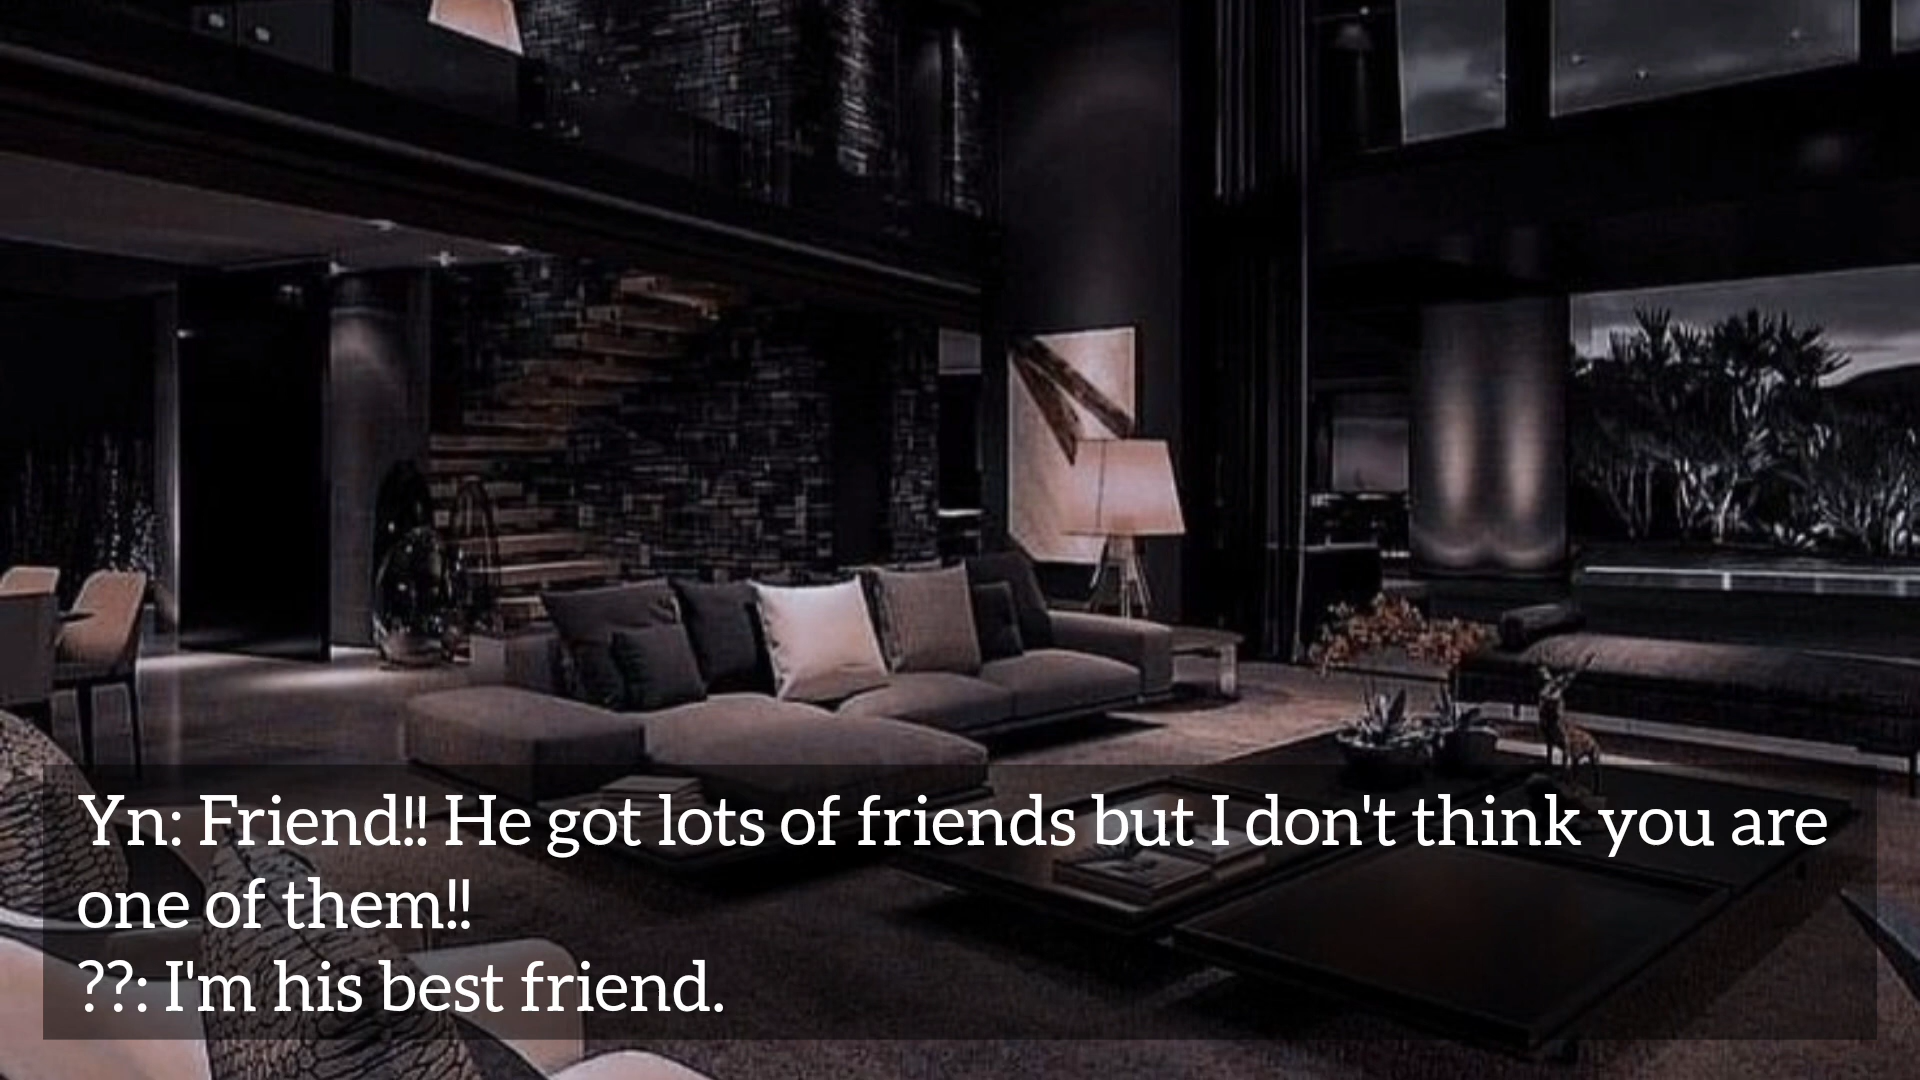 Yn: Friend!! He got lots of friends but I don't think you are
one of them!!
??: I'm his best friend.